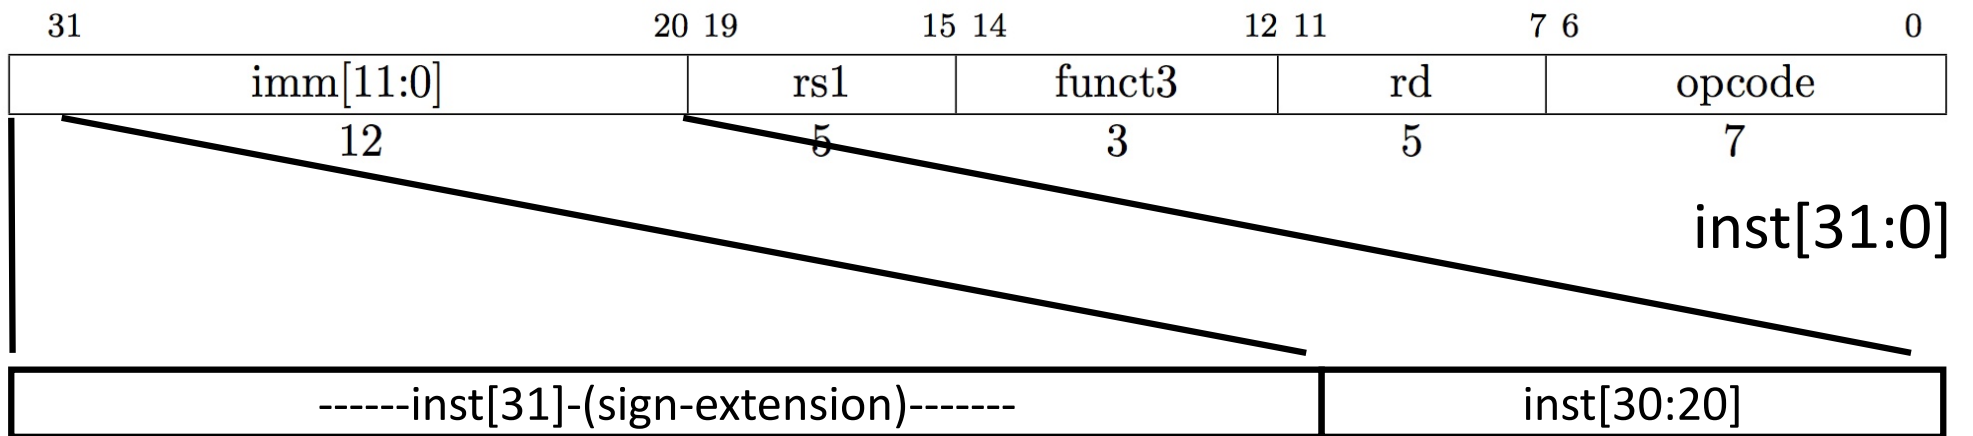 31 20 19 15 14 12 11 7 6 0
imm[11:0] rs1 funct3 rd opcode
12 5 3 5 7
inst[31:0]
------inst[31]-(sign-extension)------- inst[30:20]